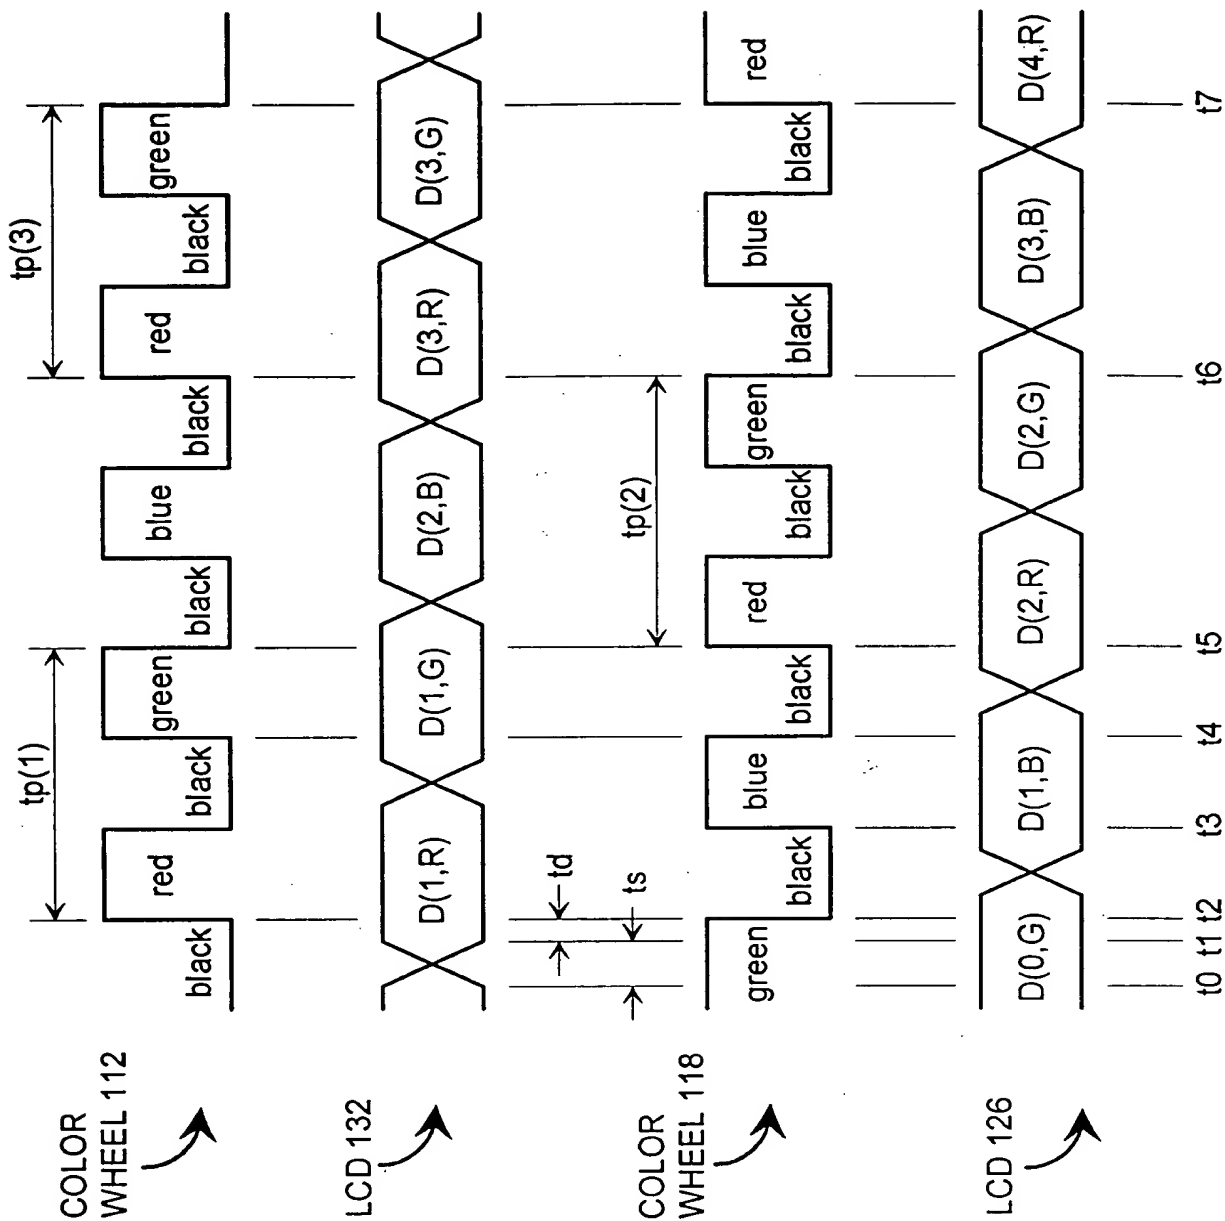 tp(1)
tp(3)
COLOR
WHEEL 112
black
red
black
green
black
blue
black
red
black
green
LCD 132
D(1,R)
D(1,G)
D(2,B)
D(3,R)
D(3,G)
td
ts
tp(2)
COLOR
WHEEL 118
green
black
blue
black
red
black
green
black
blue
black
red
LCD 126
D(0,G)
D(1,B)
D(2,R)
D(2,G)
D(3,B)
D(4,R)
t0 t1 t2 t3 t4 t5 t6 t7